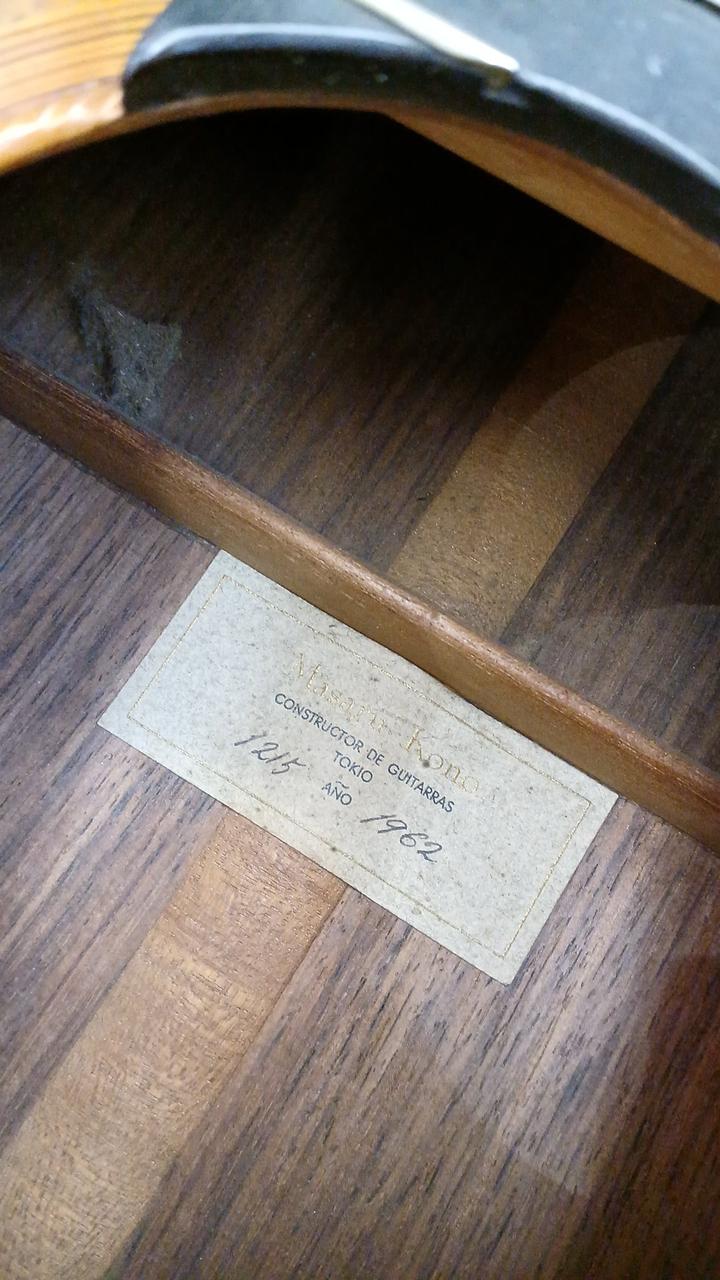 Masaru Kono
CONSTRUCTOR DE GUITARRAS
TOKIO
1215 AÑO 1962